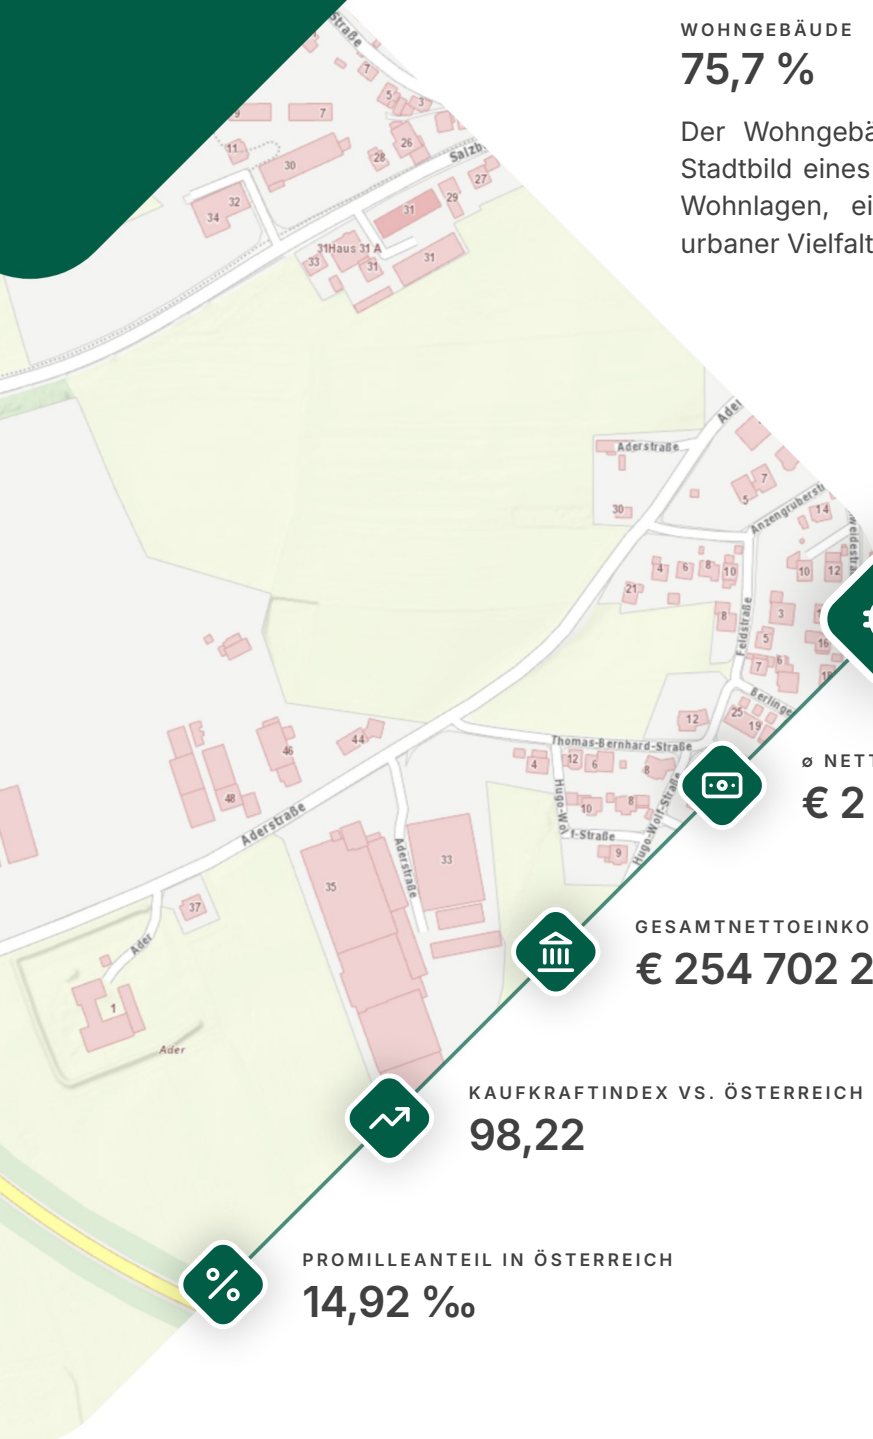 WOHNGEBÄUDE
75,7 %
Der Wohngebä
Stadtbild eines
Wohnlagen, ei
urbaner Vielfalt
Straße
7
5
3
9
7
11
26
28
30
Salzb.
27
32
29
34
31
31Haus 31 A
33
31
31
Ader
Aderstraße
7
5
30
Anzengruberstr
14
weidestraß
4
6
8
10
10
12
21
8
Feldstraße
3
5
16
7
6
18
Berlinge
12
25
19
44
46
Thomas-Bernhard-Straße
4
12
6
8
48
Hugo-Wol
f-Straße
10
8
Hugo-Wolf-Straße
9
Aderstraße
Aderstraße
33
35
37
Ader
1
Ader
ø NETT
€ 2
GESAMTNETTOEINKO
€ 254 702 2
KAUFKRAFTINDEX VS. ÖSTERREICH
98,22
PROMILLEANTEIL IN ÖSTERREICH
14,92 ‰